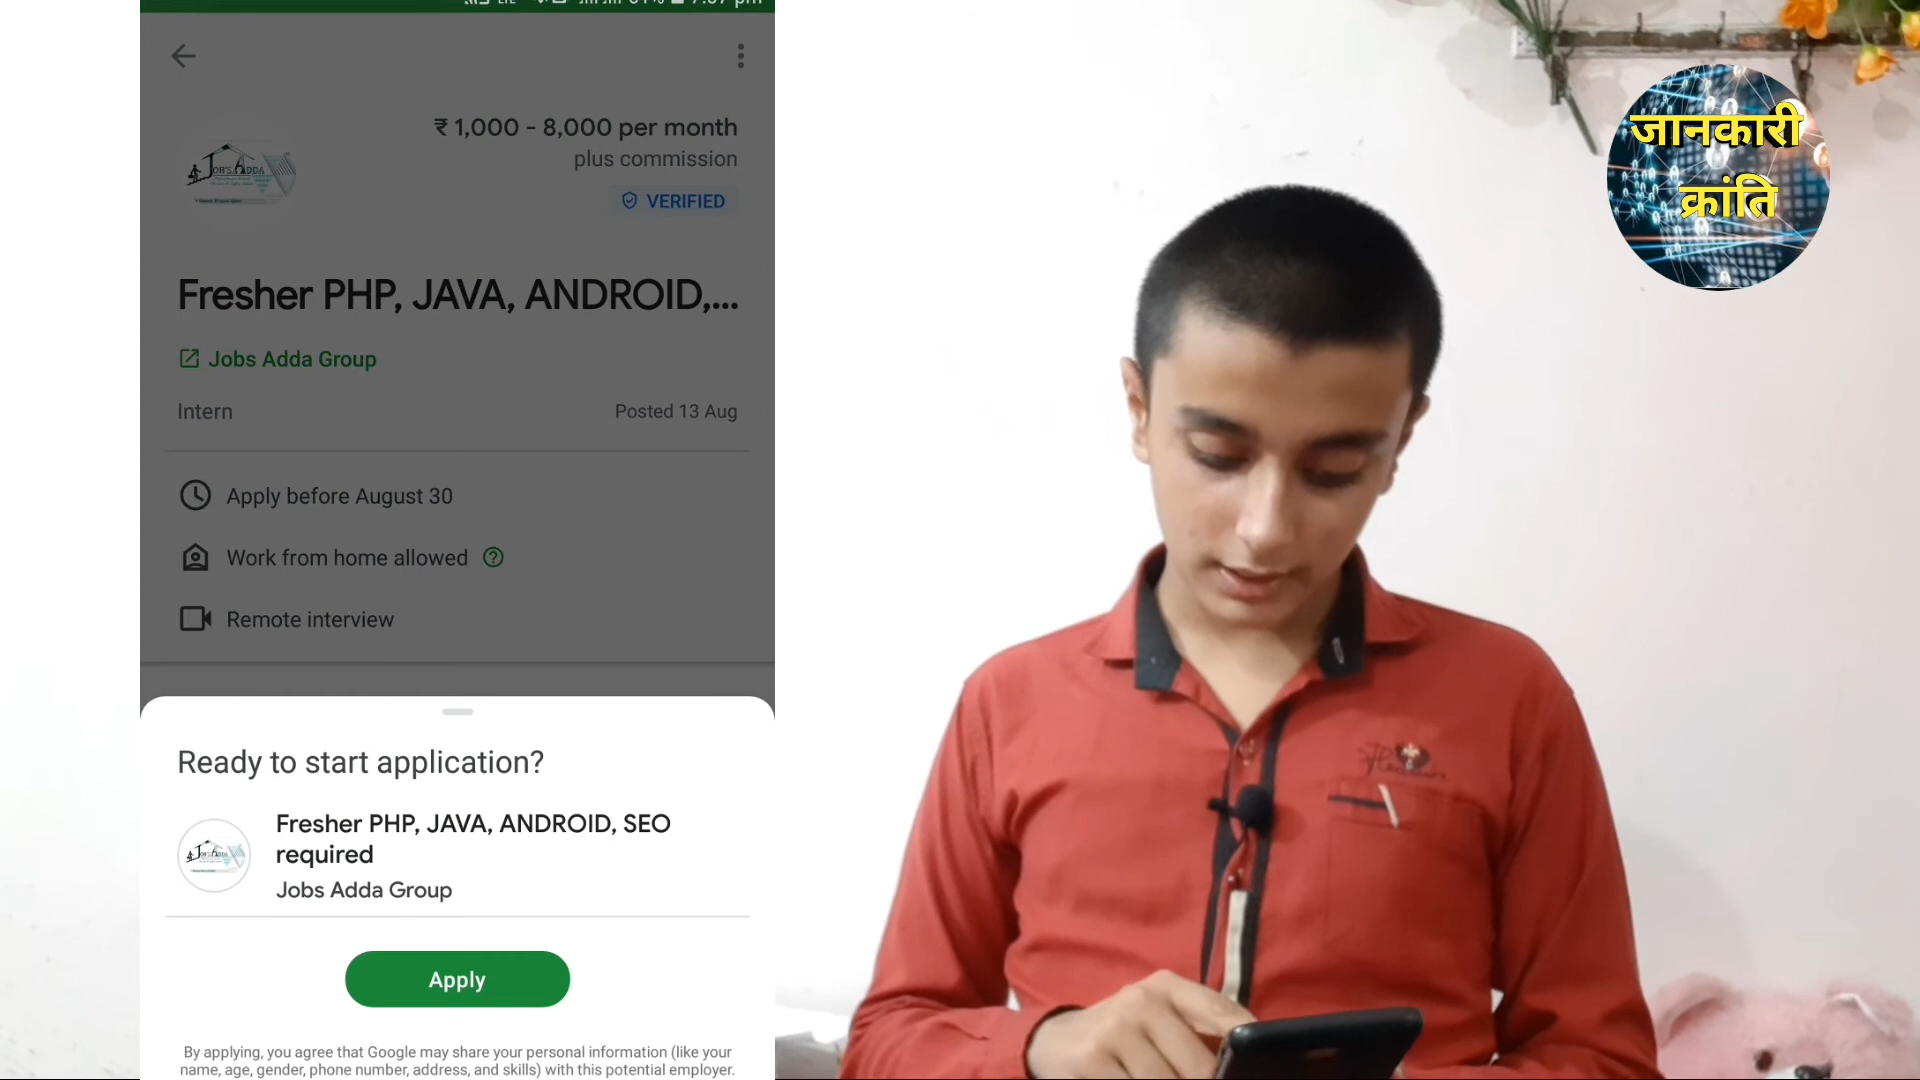 ₹ 1,000 - 8,000 per month
plus commission
VERIFIED
JOB'S ADDA
Fresher PHP, JAVA, ANDROID,...
Jobs Adda Group
Intern
Posted 13 Aug
Apply before August 30
Work from home allowed
Remote interview
Ready to start application?
Fresher PHP, JAVA, ANDROID, SEO
required
Jobs Adda Group
Apply
By applying, you agree that Google may share your personal information (like your
name, age, gender, phone number, address, and skills) with this potential employer.
जानकारी
क्रांति